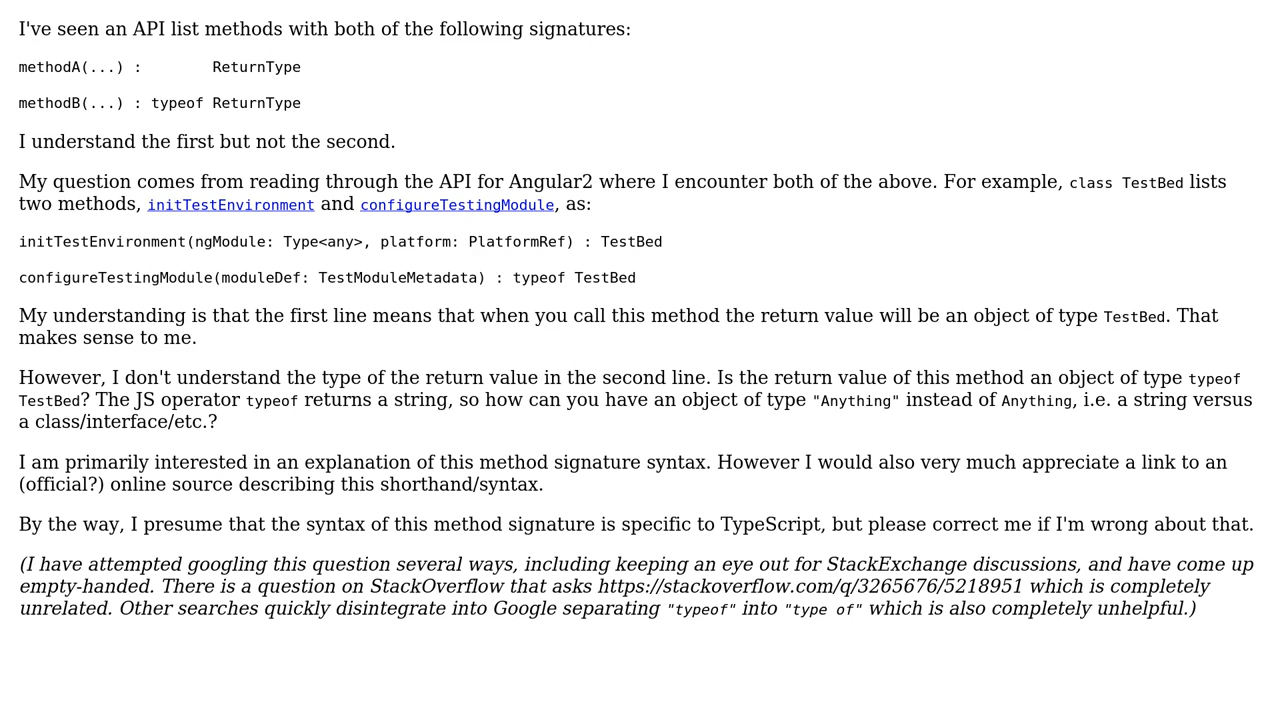 I've seen an API list methods with both of the following signatures:
methodA(...) :        ReturnType
methodB(...) : typeof ReturnType
I understand the first but not the second.
My question comes from reading through the API for Angular2 where I encounter both of the above. For example, class TestBed lists
two methods, initTestEnvironment and configureTestingModule, as:
initTestEnvironment(ngModule: Type<any>, platform: PlatformRef) : TestBed
configureTestingModule(moduleDef: TestModuleMetadata) : typeof TestBed
My understanding is that the first line means that when you call this method the return value will be an object of type TestBed. That
makes sense to me.
However, I don't understand the type of the return value in the second line. Is the return value of this method an object of type typeof
TestBed? The JS operator typeof returns a string, so how can you have an object of type "Anything" instead of Anything, i.e. a string versus
a class/interface/etc.?
I am primarily interested in an explanation of this method signature syntax. However I would also very much appreciate a link to an
(official?) online source describing this shorthand/syntax.
By the way, I presume that the syntax of this method signature is specific to TypeScript, but please correct me if I'm wrong about that.
(I have attempted googling this question several ways, including keeping an eye out for StackExchange discussions, and have come up
empty-handed. There is a question on StackOverflow that asks https://stackoverflow.com/q/3265676/5218951 which is completely
unrelated. Other searches quickly disintegrate into Google separating "typeof" into "type of" which is also completely unhelpful.)